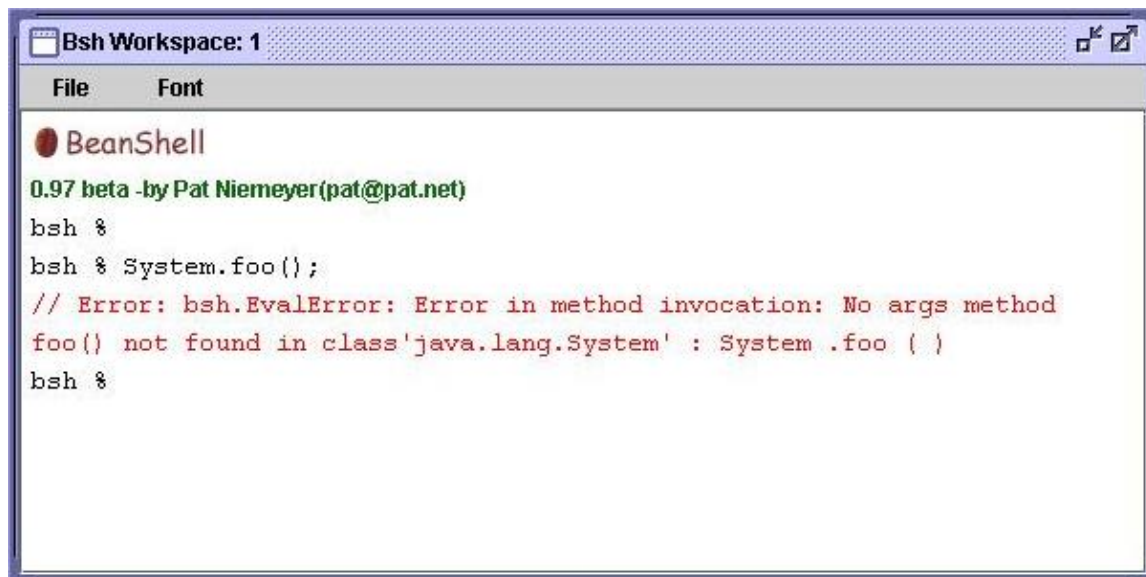 Bsh Workspace: 1
File Font
BeanShell
0.97 beta -by Pat Niemeyer(pat@pat.net)
bsh %
bsh % System.foo();
// Error: bsh.EvalError: Error in method invocation: No args method
foo() not found in class'java.lang.System' : System .foo ( )
bsh %